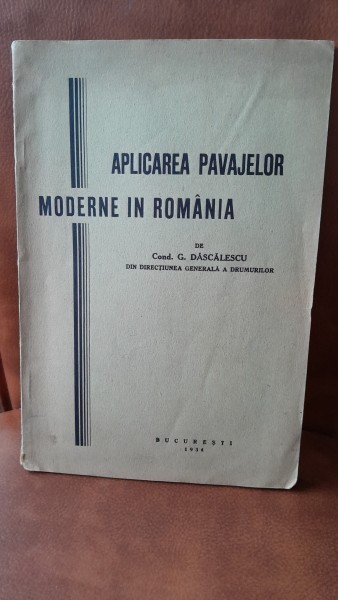 APLICAREA PAVAJELOR
MODERNE IN ROMÂNIA
DE
Cond. G. DĂSCĂLESCU
DIN DIRECȚIUNEA GENERALĂ A DRUMURILOR
BUCUREȘTI
1934